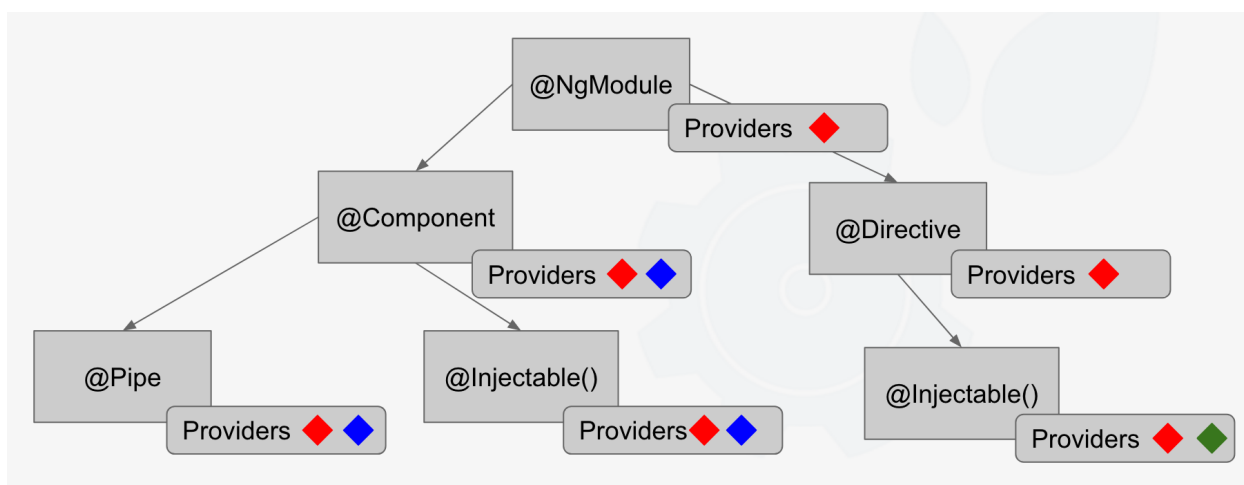 @NgModule
Providers
@Component
Providers
@Directive
Providers
@Pipe
Providers
@Injectable()
Providers
@Injectable()
Providers